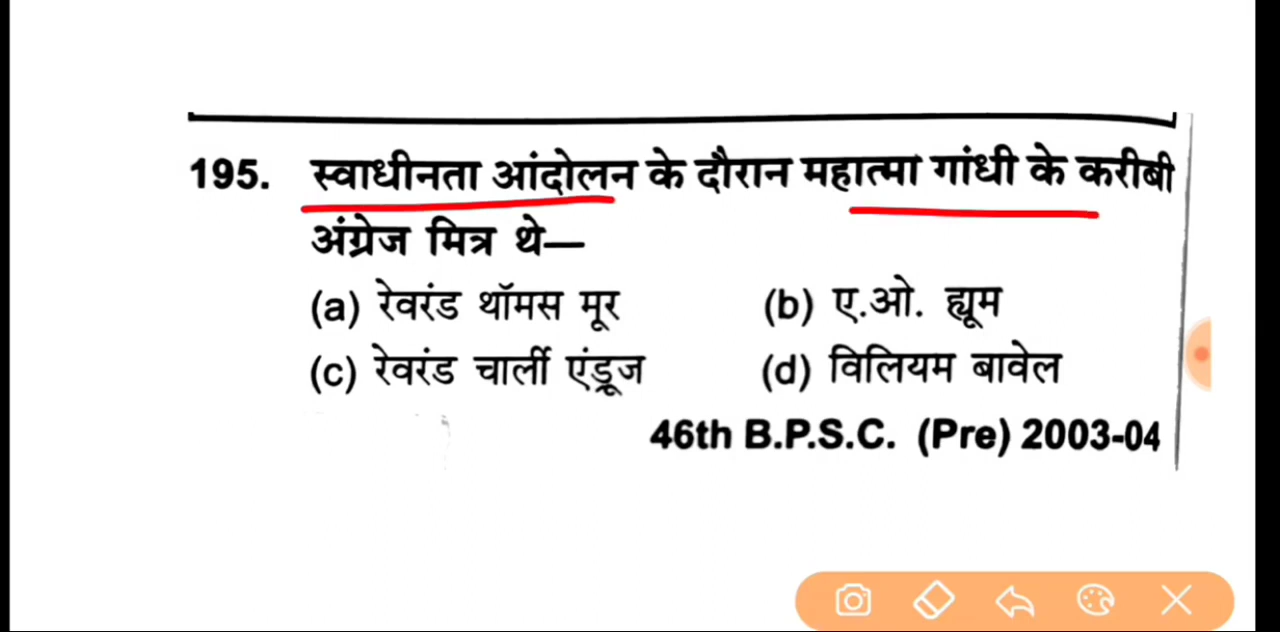 195. स्वाधीनता आंदोलन के दौरान महात्मा गांधी के करीबी
अंग्रेज मित्र थे—
(a) रेवरंड थॉमस मूर (b) ए.ओ. ह्यूम
(c) रेवरंड चार्ली एंड्रूज (d) विलियम बावेल
46th B.P.S.C. (Pre) 2003-04